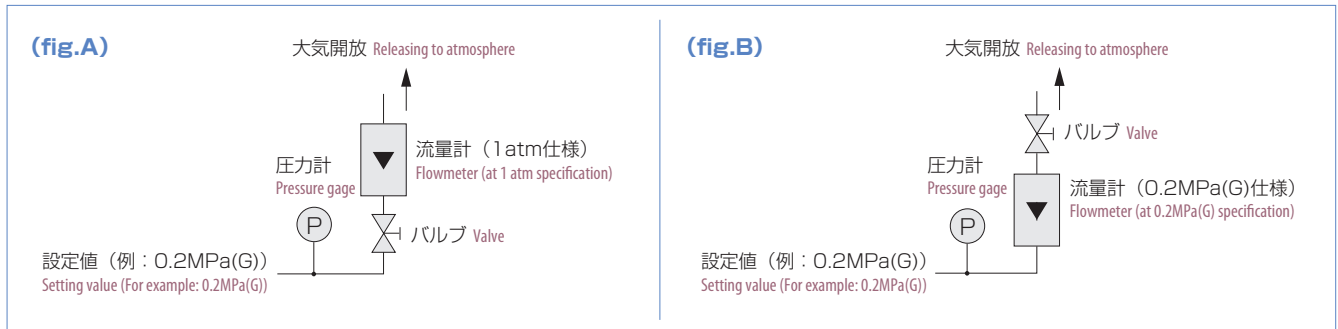 (fig.A)
大気開放 Releasing to atmosphere
流量計（1atm仕様）
Flowmeter (at 1 atm specification)
圧力計
Pressure gage
P
バルブ Valve
設定値（例：0.2MPa(G)）
Setting value (For example: 0.2MPa(G))
(fig.B)
大気開放 Releasing to atmosphere
バルブ Valve
圧力計
Pressure gage
流量計（0.2MPa(G)仕様）
Flowmeter (at 0.2MPa(G) specification)
P
設定値（例：0.2MPa(G)）
Setting value (For example: 0.2MPa(G))